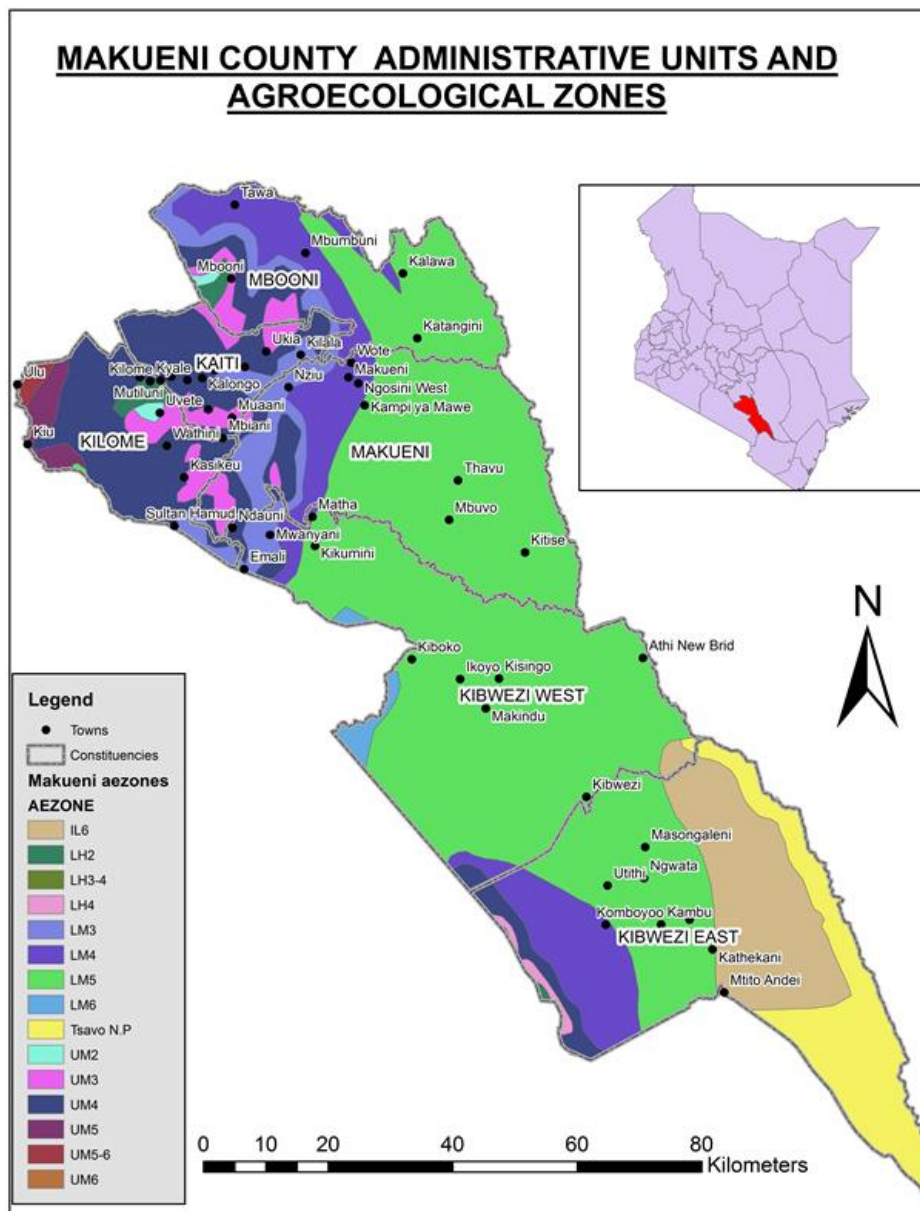 MAKUENI COUNTY ADMINISTRATIVE UNITS AND
AGROECOLOGICAL ZONES
Tawa
Mbumbuni
Kalawa
Mbooni
MBOONI
Katangini
Ukia
Kilala
Wote
Ulu
Kilome
Kyale
KAITI
Makueni
Nziu
Ngosini West
Kalongo
Mutiluni
Uvete
Muaani
Kampi ya Mawe
Mbiani
Kiu
KILOME
Wathini
MAKUENI
Kasikeu
Thavu
Matha
Mbuvo
Sultan Hamud
Ndauni
Mwanyani
Kikumini
Kitise
Emali
N
Kiboko
Athi New Brid
Ikoyo
Kisingo
KIBWEZI WEST
Makindu
Kibwezi
Masongaleni
Utithi
Ngwata
Komboyoo
Kambu
KIBWEZI EAST
Kathekani
Mtito Andei
Legend
Towns
Constituencies
Makueni aezones
AEZONE
IL6
LH2
LH3-4
LH4
LM3
LM4
LM5
LM6
Tsavo N.P
UM2
UM3
UM4
UM5
UM5-6
UM6
0 10 20 40 60 80
Kilometers